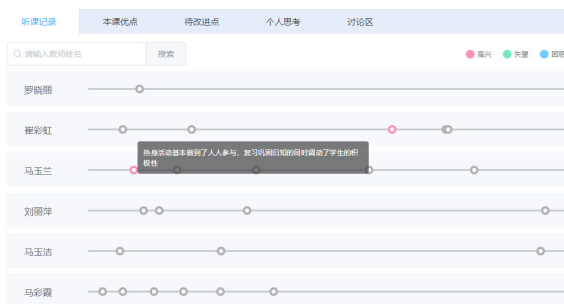 听课记录 本课优点 待改进点 个人思考 讨论区
请输入教师姓名 搜索 高兴 失望 困惑
罗晓丽
崔彩虹
热身活动基本做到了人人参与、复习巩固旧知的同时调动了学生的积
极性
马玉兰
刘丽萍
马玉洁
马彩霞